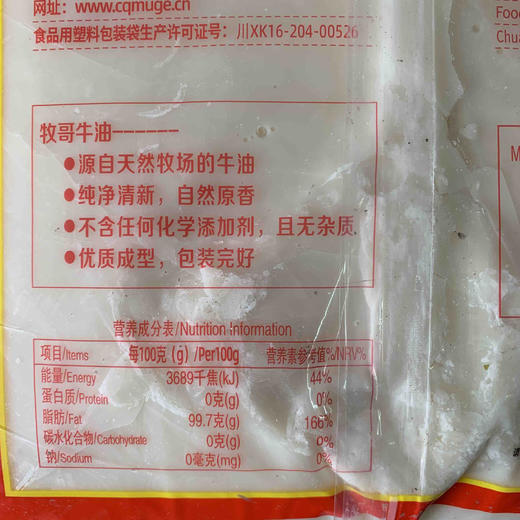 网址: www.cqmuge.cn
食品用塑料包装袋生产许可证号: 川XK16-204-00526
Food
Chua
牧哥牛油------
●源自天然牧场的牛油
●纯净清新，自然原香
●不含任何化学添加剂，且无杂质.
●优质成型，包装完好
M
营养成分表/Nutrition Information
项目/Items 每100克 (g) /Per100g 营养素参考值%/NRV%
能量/Energy 3689千焦(kJ) 44%
蛋白质/Protein 0克(g) 0%
脂肪/Fat 99.7克(g) 166%
碳水化合物/Carbohydrate 0克(g) 0%
钠/Sodium 0毫克(mg) 0%